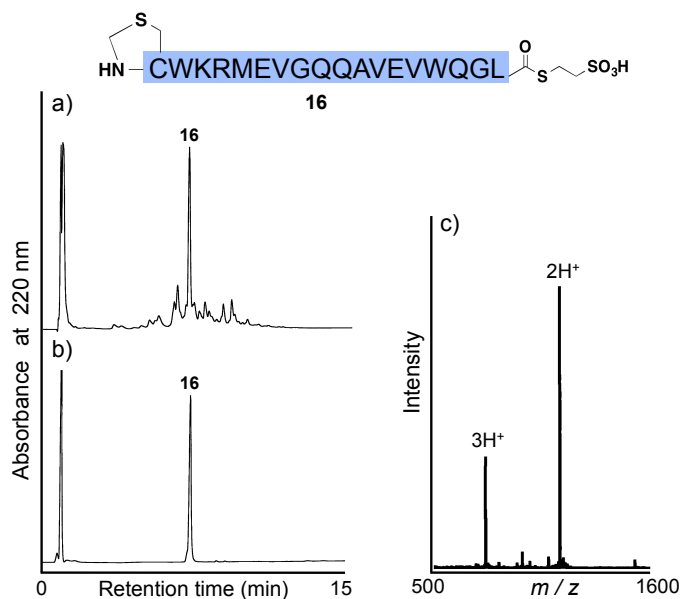 S
HN
CWKRMEVGQQAVEVWQGL
O
S
SO₃H
16
a)
16
b)
16
Absorbance at 220 nm
0
Retention time (min)
15
c)
2H⁺
3H⁺
Intensity
500
m / z
1600